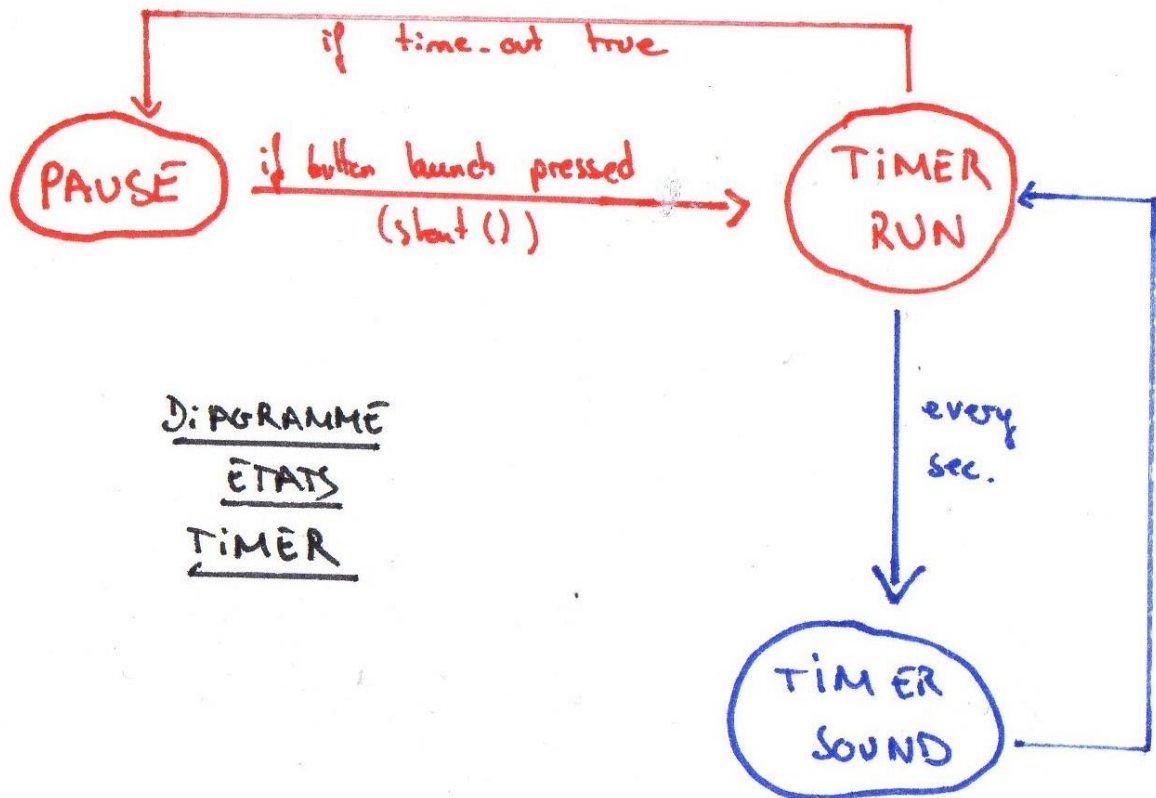 if time-out true
PAUSE
if button launch pressed
(start())
TiMER
RUN
DiAGRAMME
ETATS
TiMER
every
sec.
TiMER
SOUND